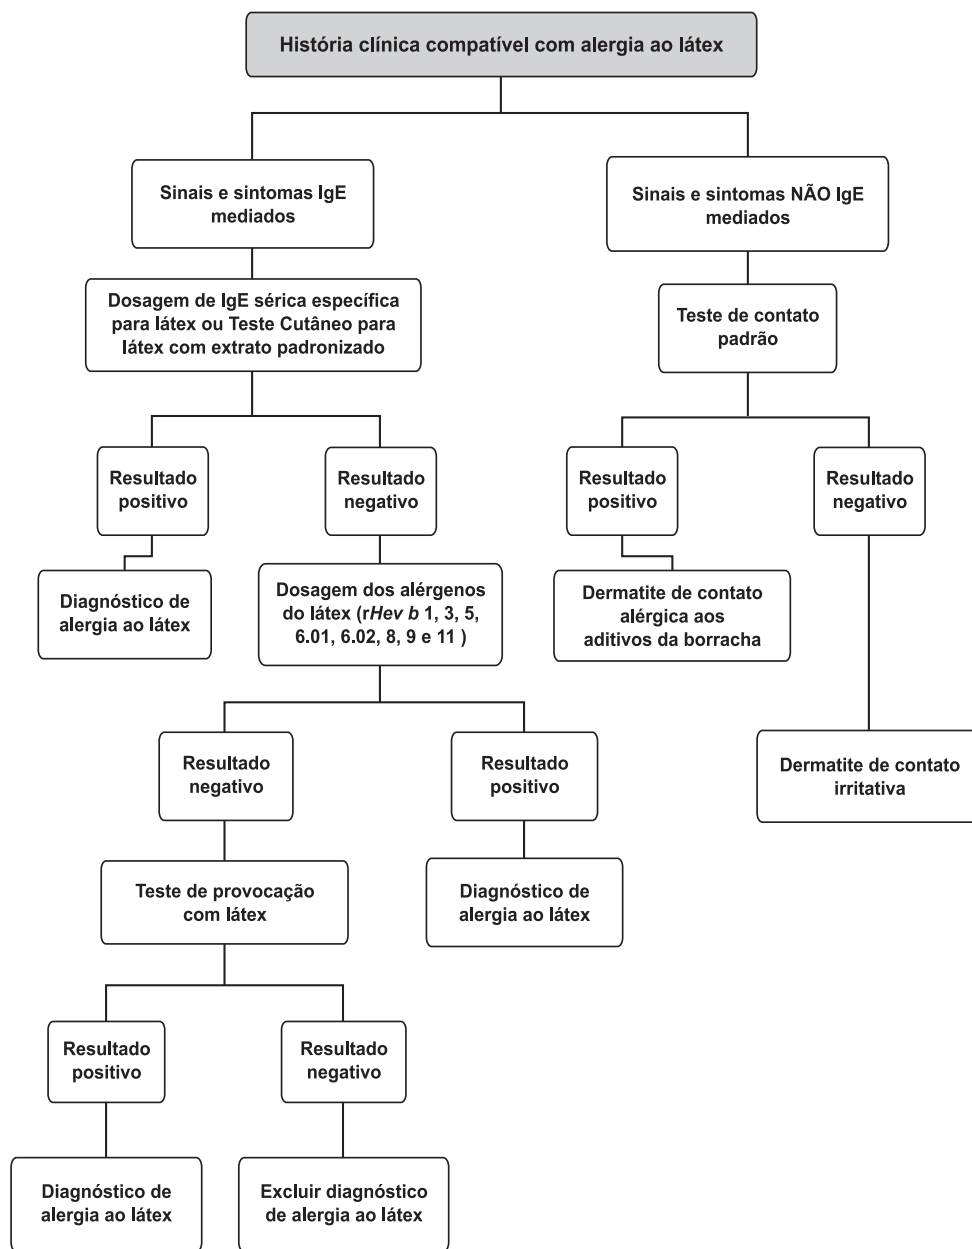 História clínica compatível com alergia ao látex
Sinais e sintomas IgE
mediados
Sinais e sintomas NÃO IgE
mediados
Dosagem de IgE sérica específica
para látex ou Teste Cutâneo para
látex com extrato padronizado
Teste de contato
padrão
Resultado
positivo
Resultado
negativo
Resultado
positivo
Resultado
negativo
Diagnóstico de
alergia ao látex
Dosagem dos alérgenos
do látex (rHev b 1, 3, 5,
6.01, 6.02, 8, 9 e 11 )
Dermatite de contato
alérgica aos
aditivos da borracha
Resultado
negativo
Resultado
positivo
Dermatite de contato
irritativa
Teste de provocação
com látex
Diagnóstico de
alergia ao látex
Resultado
positivo
Resultado
negativo
Diagnóstico de
alergia ao látex
Excluir diagnóstico
de alergia ao látex